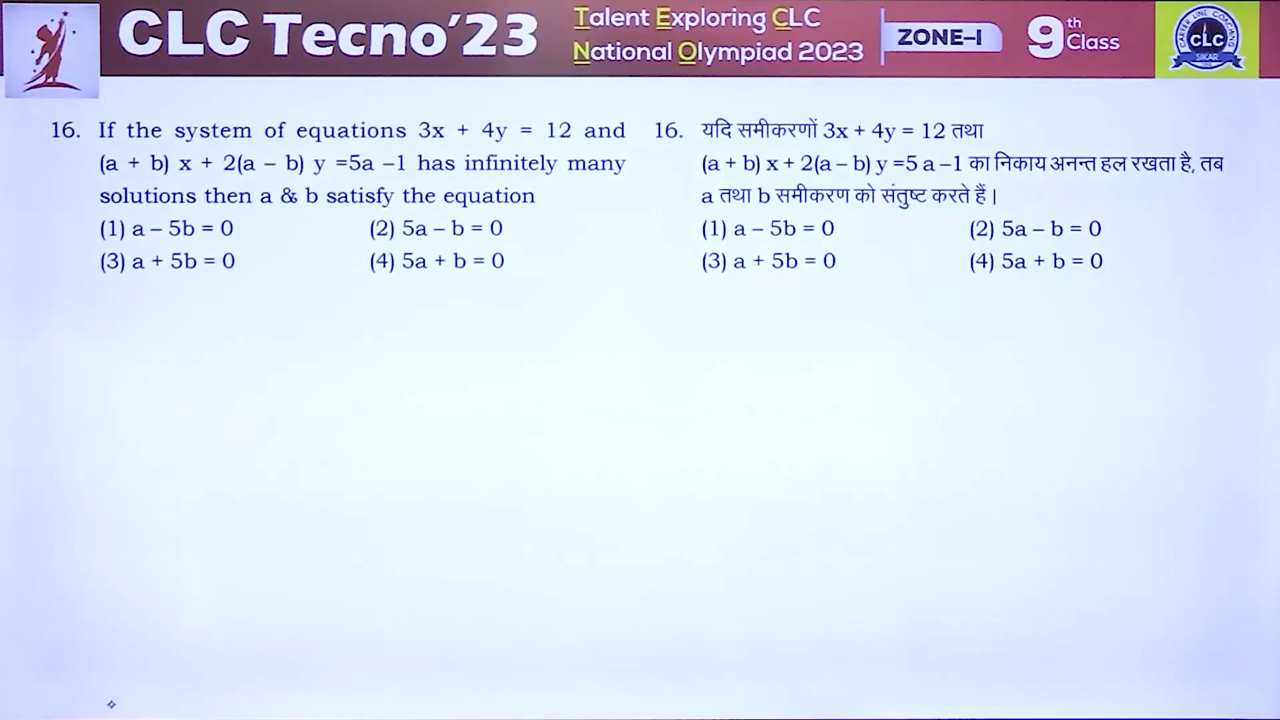 CLC Tecno'23
Talent Exploring CLC
National Olympiad 2023
ZONE-I
9th Class
CAREER LINE COACHING
CLC
SIKAR
16. If the system of equations 3x + 4y = 12 and
(a + b) x + 2(a – b) y =5a –1 has infinitely many
solutions then a & b satisfy the equation
(1) a – 5b = 0 (2) 5a – b = 0
(3) a + 5b = 0 (4) 5a + b = 0
16. यदि समीकरणों 3x + 4y = 12 तथा
(a + b) x + 2(a – b) y =5 a –1 का निकाय अनन्त हल रखता है, तब
a तथा b समीकरण को संतुष्ट करते हैं।
(1) a – 5b = 0 (2) 5a – b = 0
(3) a + 5b = 0 (4) 5a + b = 0